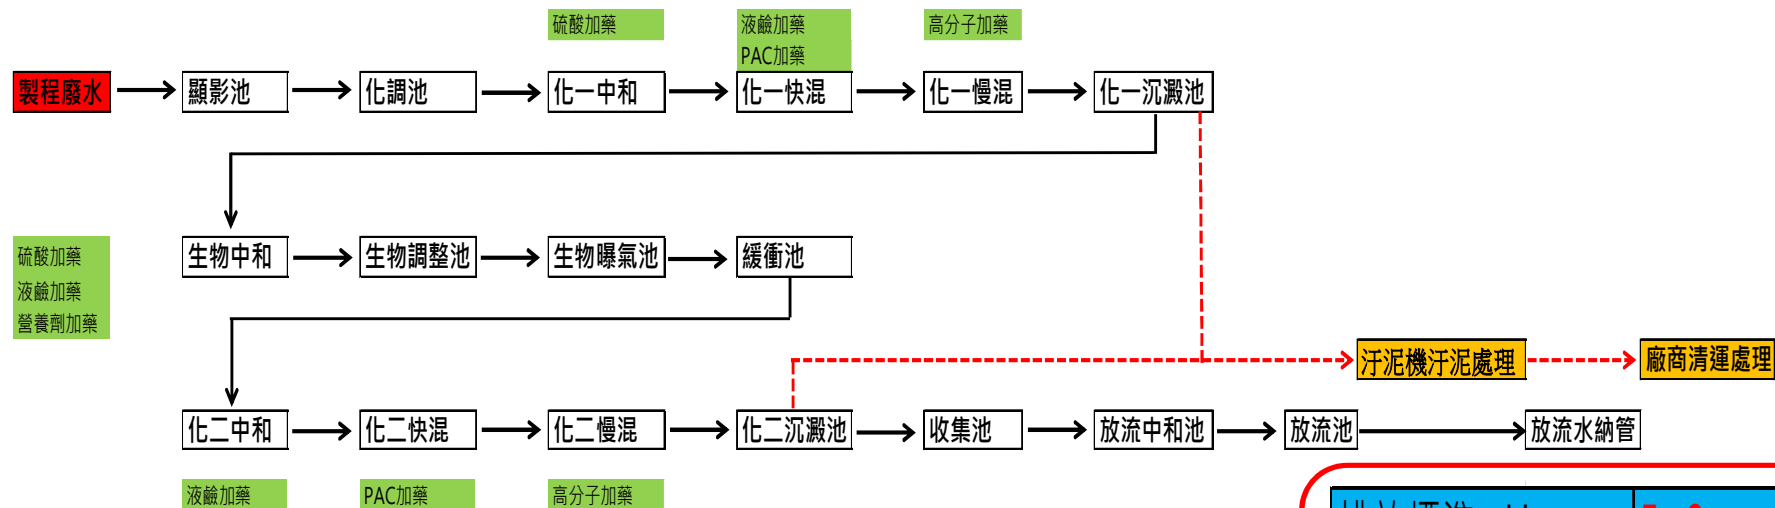 硫酸加藥
液鹼加藥
高分子加藥
PAC加藥
製程廢水
顯影池
化調池
化一中和
化一快混
化一慢混
化一沉澱池
硫酸加藥
液鹼加藥
營養劑加藥
生物中和
生物調整池
生物曝氣池
緩衝池
汙泥機汙泥處理
廠商清運處理
化二中和
化二快混
化二慢混
化二沉澱池
收集池
放流中和池
放流池
放流水納管
液鹼加藥
PAC加藥
高分子加藥